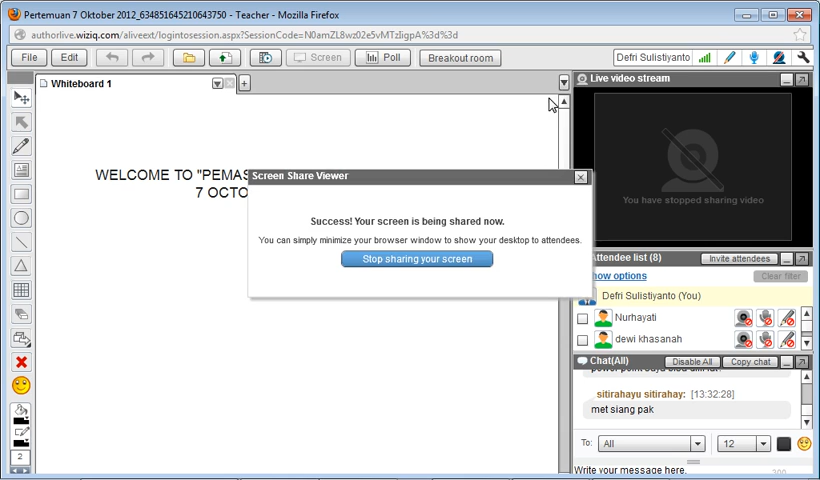 Pertemuan 7 Oktober 2012_634851645210643750 - Teacher - Mozilla Firefox
authorlive.wiziq.com/aliveext/logintosession.aspx?SessionCode=N0amZL8wz02e5vMTzIigpA%3d%3d
File Edit Screen Poll Breakout room Defri Sulistiyanto
Whiteboard 1
WELCOME TO "PEMAS
7 OCTO
Screen Share Viewer
Success! Your screen is being shared now.
You can simply minimize your browser window to show your desktop to attendees.
Stop sharing your screen
Live video stream
You have stopped sharing video
Attendee list (8) Invite attendees
how options Clear filter
Defri Sulistiyanto (You)
Nurhayati
dewi khasanah
Chat(All) Disable All Copy chat
sitirahayu sitirahay: [13:32:28]
met siang pak
To: All 12
Write your message here. 300
2